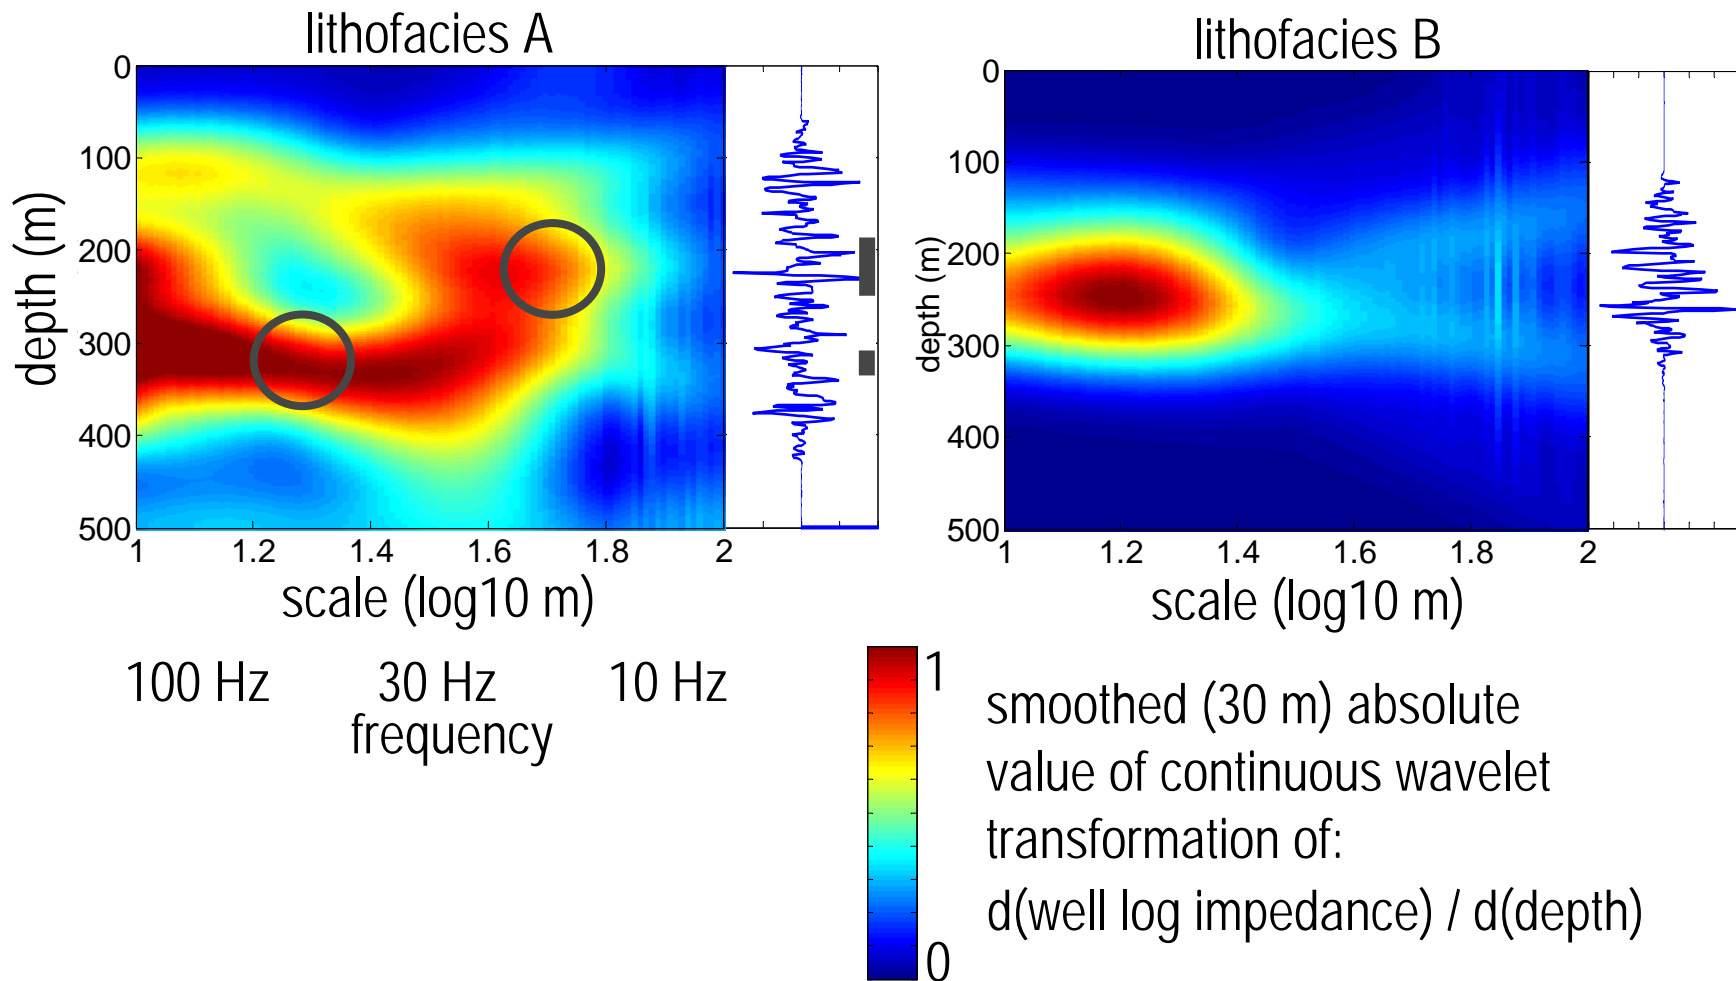 lithofacies A
0
100
200
300
400
500
depth (m)
1 1.2 1.4 1.6 1.8 2
scale (log10 m)
100 Hz 30 Hz 10 Hz
frequency
lithofacies B
0
100
200
300
400
500
depth (m)
1 1.2 1.4 1.6 1.8 2
scale (log10 m)
1
0
smoothed (30 m) absolute
value of continuous wavelet
transformation of:
d(well log impedance) / d(depth)